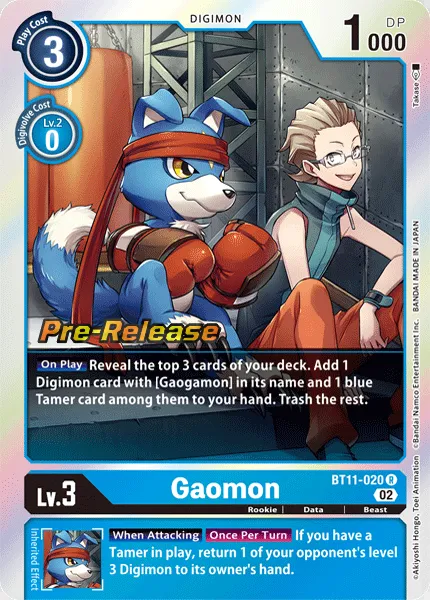 Play Cost
3
DIGIMON
1000
DP
Digivolve Cost
Lv.2
0
Takase
Pre-Release
On Play Reveal the top 3 cards of your deck. Add 1
Digimon card with [Gaogamon] in its name and 1 blue
Tamer card among them to your hand. Trash the rest.
©Akiyoshi Hongo, Toei Animation ©Bandai Namco Entertainment Inc. BANDAI MADE IN JAPAN
Lv.3
Gaomon
BT11-020 R
02
Rookie | Data | Beast
Inherited Effect
When Attacking Once Per Turn If you have a
Tamer in play, return 1 of your opponent's level
3 Digimon to its owner's hand.